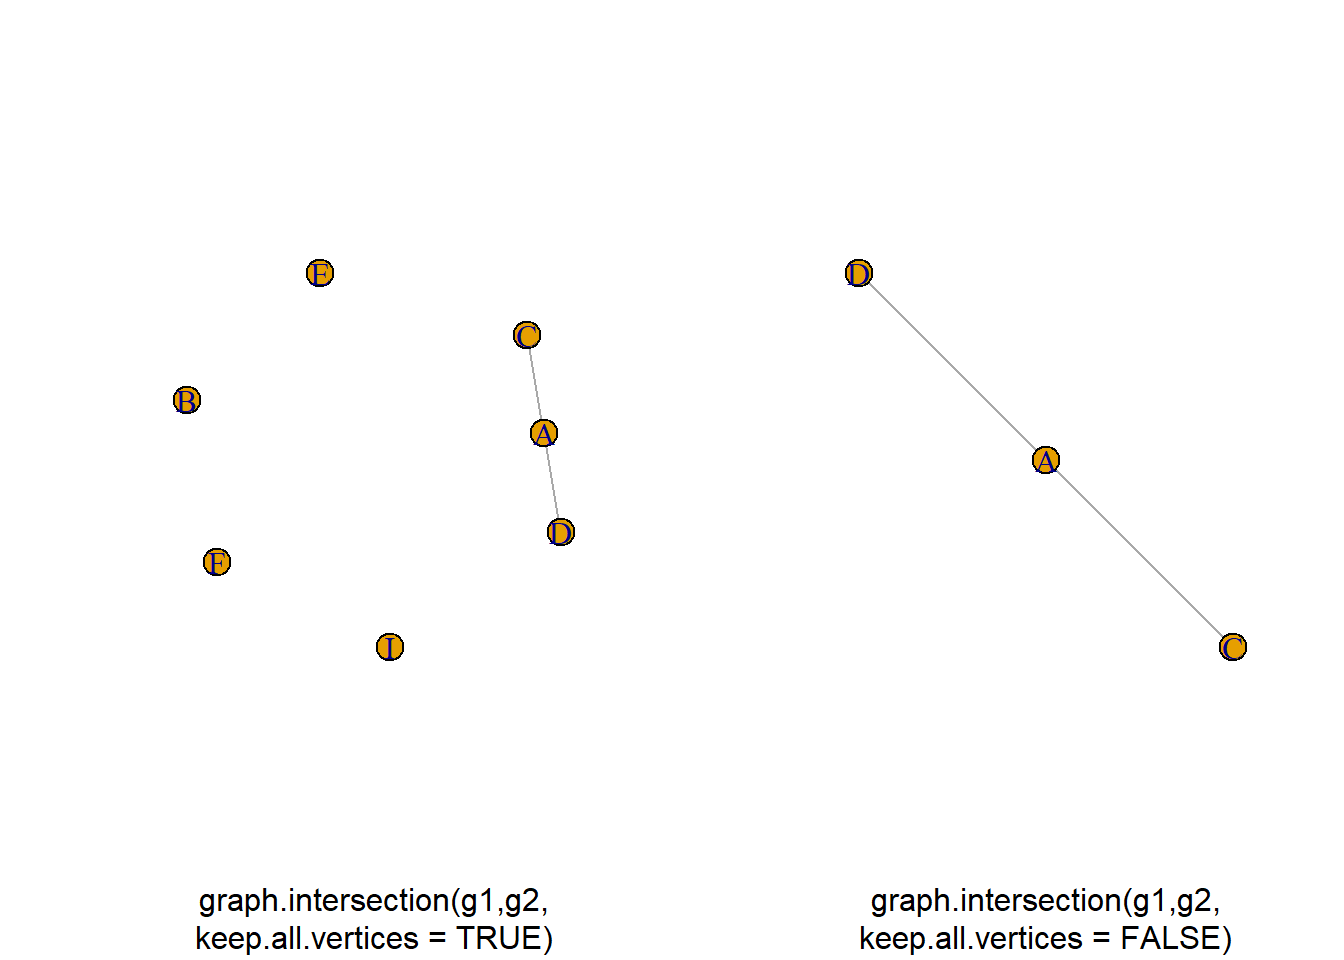 E
C
B
A
D
F
I
graph.intersection(g1,g2,
keep.all.vertices = TRUE)
D
A
C
graph.intersection(g1,g2,
keep.all.vertices = FALSE)